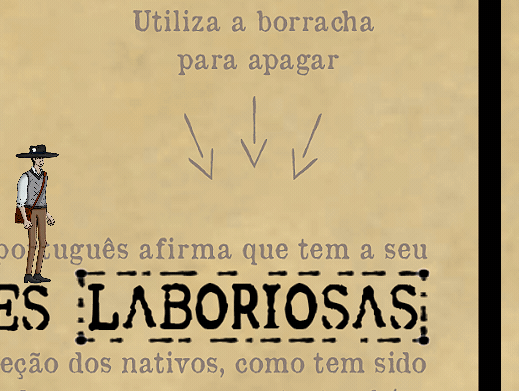 Utiliza a borracha
para apagar
português afirma que tem a seu
ES LABORIOSAS
eção dos nativos, como tem sido